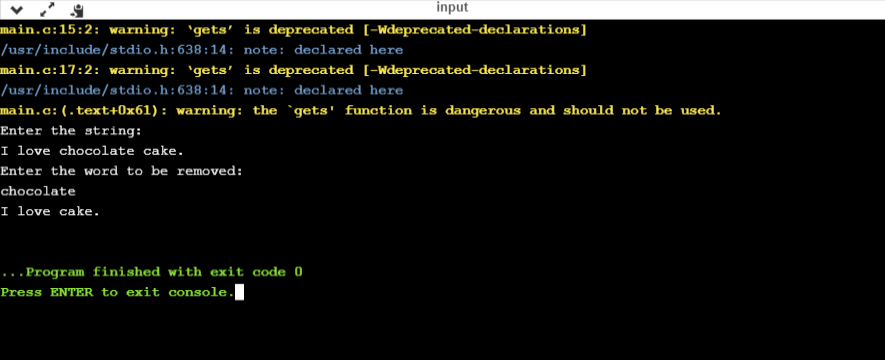 input
main.c:15:2: warning: ‘gets’ is deprecated [-Wdeprecated-declarations]
/usr/include/stdio.h:638:14: note: declared here
main.c:17:2: warning: ‘gets’ is deprecated [-Wdeprecated-declarations]
/usr/include/stdio.h:638:14: note: declared here
main.c:(.text+0x61): warning: the `gets' function is dangerous and should not be used.
Enter the string:
I love chocolate cake.
Enter the word to be removed:
chocolate
I love cake.
...Program finished with exit code 0
Press ENTER to exit console.